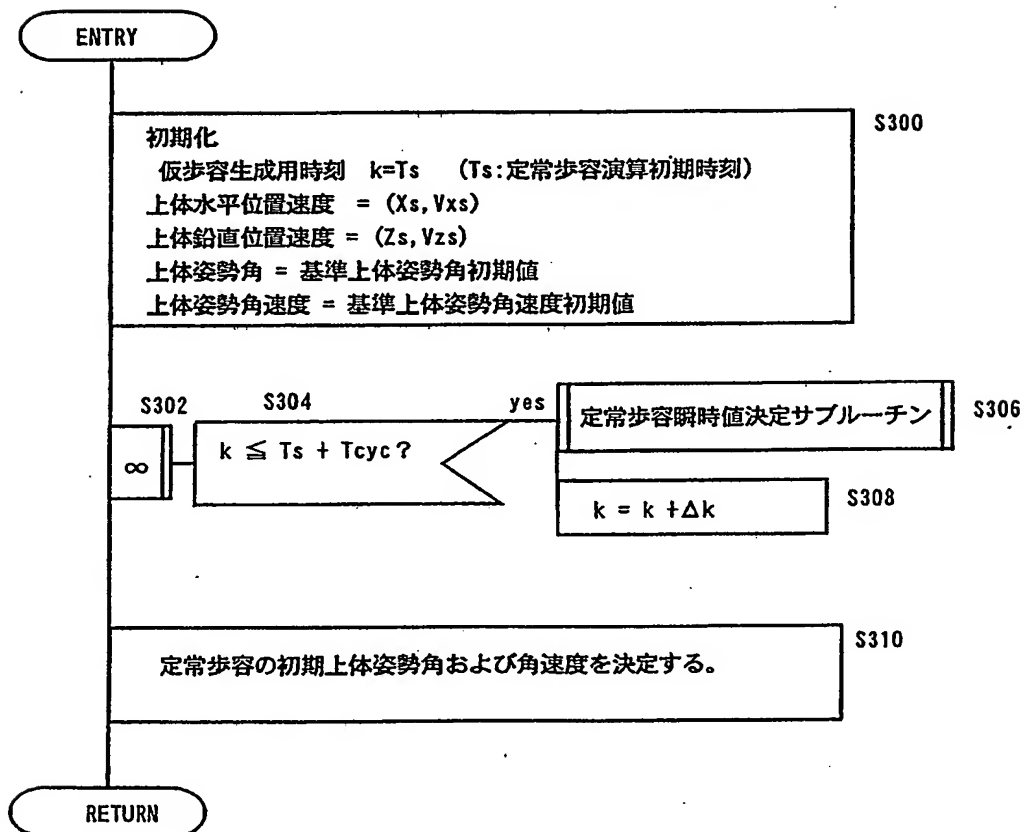 ENTRY
S300
初期化
仮歩容生成用時刻 k=Ts (Ts:定常歩容演算初期時刻)
上体水平位置速度 = (Xs,Vxs)
上体鉛直位置速度 = (Zs,Vzs)
上体姿勢角 = 基準上体姿勢角初期値
上体姿勢角速度 = 基準上体姿勢角速度初期値
S302
∞
S304
k ≦ Ts + Tcyc?
yes
定常歩容瞬時値決定サブルーチン
S306
k = k +Δk
S308
S310
定常歩容の初期上体姿勢角および角速度を決定する。
RETURN